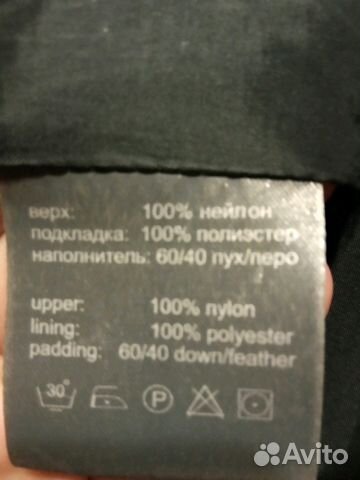 верх: 100% нейлон
подкладка: 100% полиэстер
наполнитель: 60/40 пух/перо
upper: 100% nylon
lining: 100% polyester
padding: 60/40 down/feather
30° P
Avito